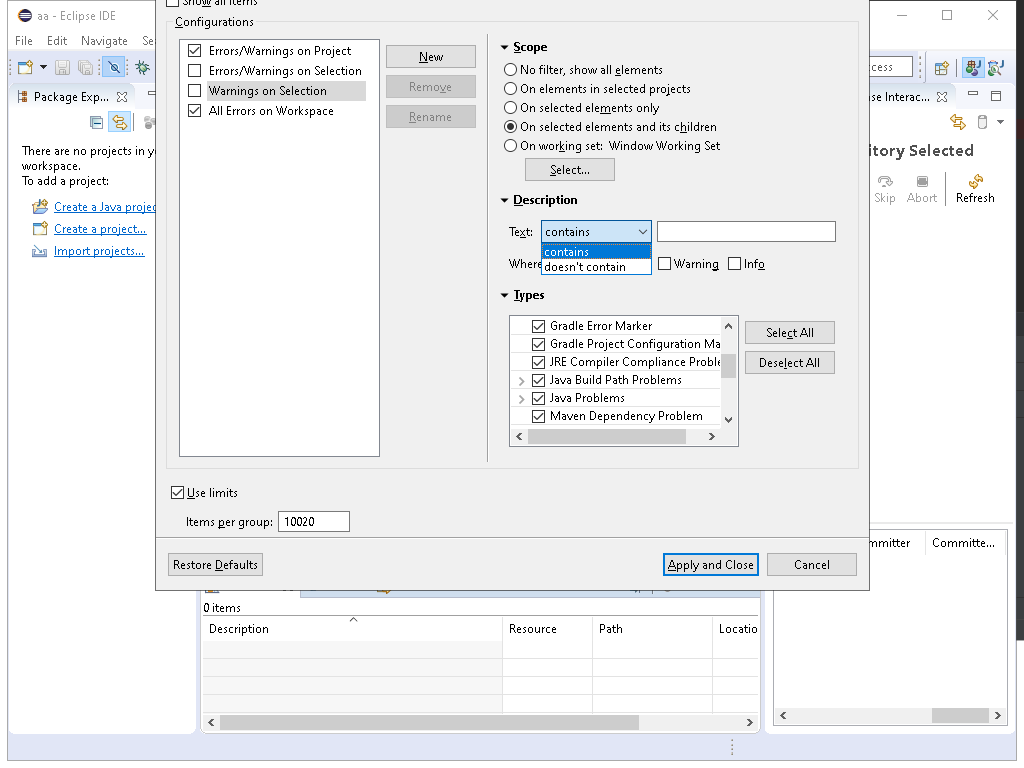 aa - Eclipse IDE
Show all items
File Edit Navigate Se
Configurations
Errors/Warnings on Project
Errors/Warnings on Selection
Warnings on Selection
All Errors on Workspace
New
Remove
Rename
Scope
No filter, show all elements
On elements in selected projects
On selected elements only
On selected elements and its children
On working set: Window Working Set
Select...
Description
Text: contains
contains
doesn't contain
Where
Warning
Info
Types
Gradle Error Marker
Gradle Project Configuration Ma
JRE Compiler Compliance Proble
Java Build Path Problems
Java Problems
Maven Dependency Problem
Select All
Deselect All
Use limits
Items per group: 10020
Restore Defaults
Apply and Close
Cancel
Package Exp...
There are no projects in y
workspace.
To add a project:
Create a Java projec
Create a project...
Import projects...
cess
se Interac...
itory Selected
Skip Abort Refresh
mmitter Committe...
0 items
Description Resource Path Locatio